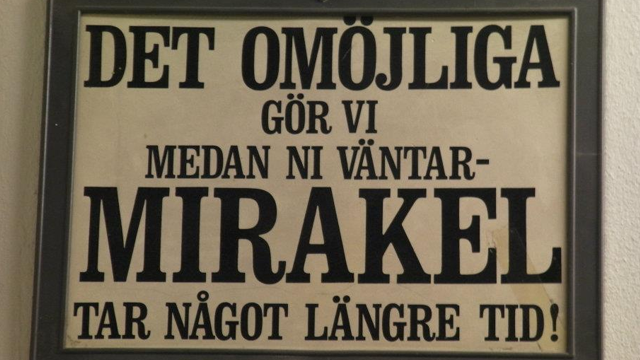 DET OMÖJLIGA
GÖR VI
MEDAN NI VÄNTAR-
MIRAKEL
TAR NÅGOT LÄNGRE TID!